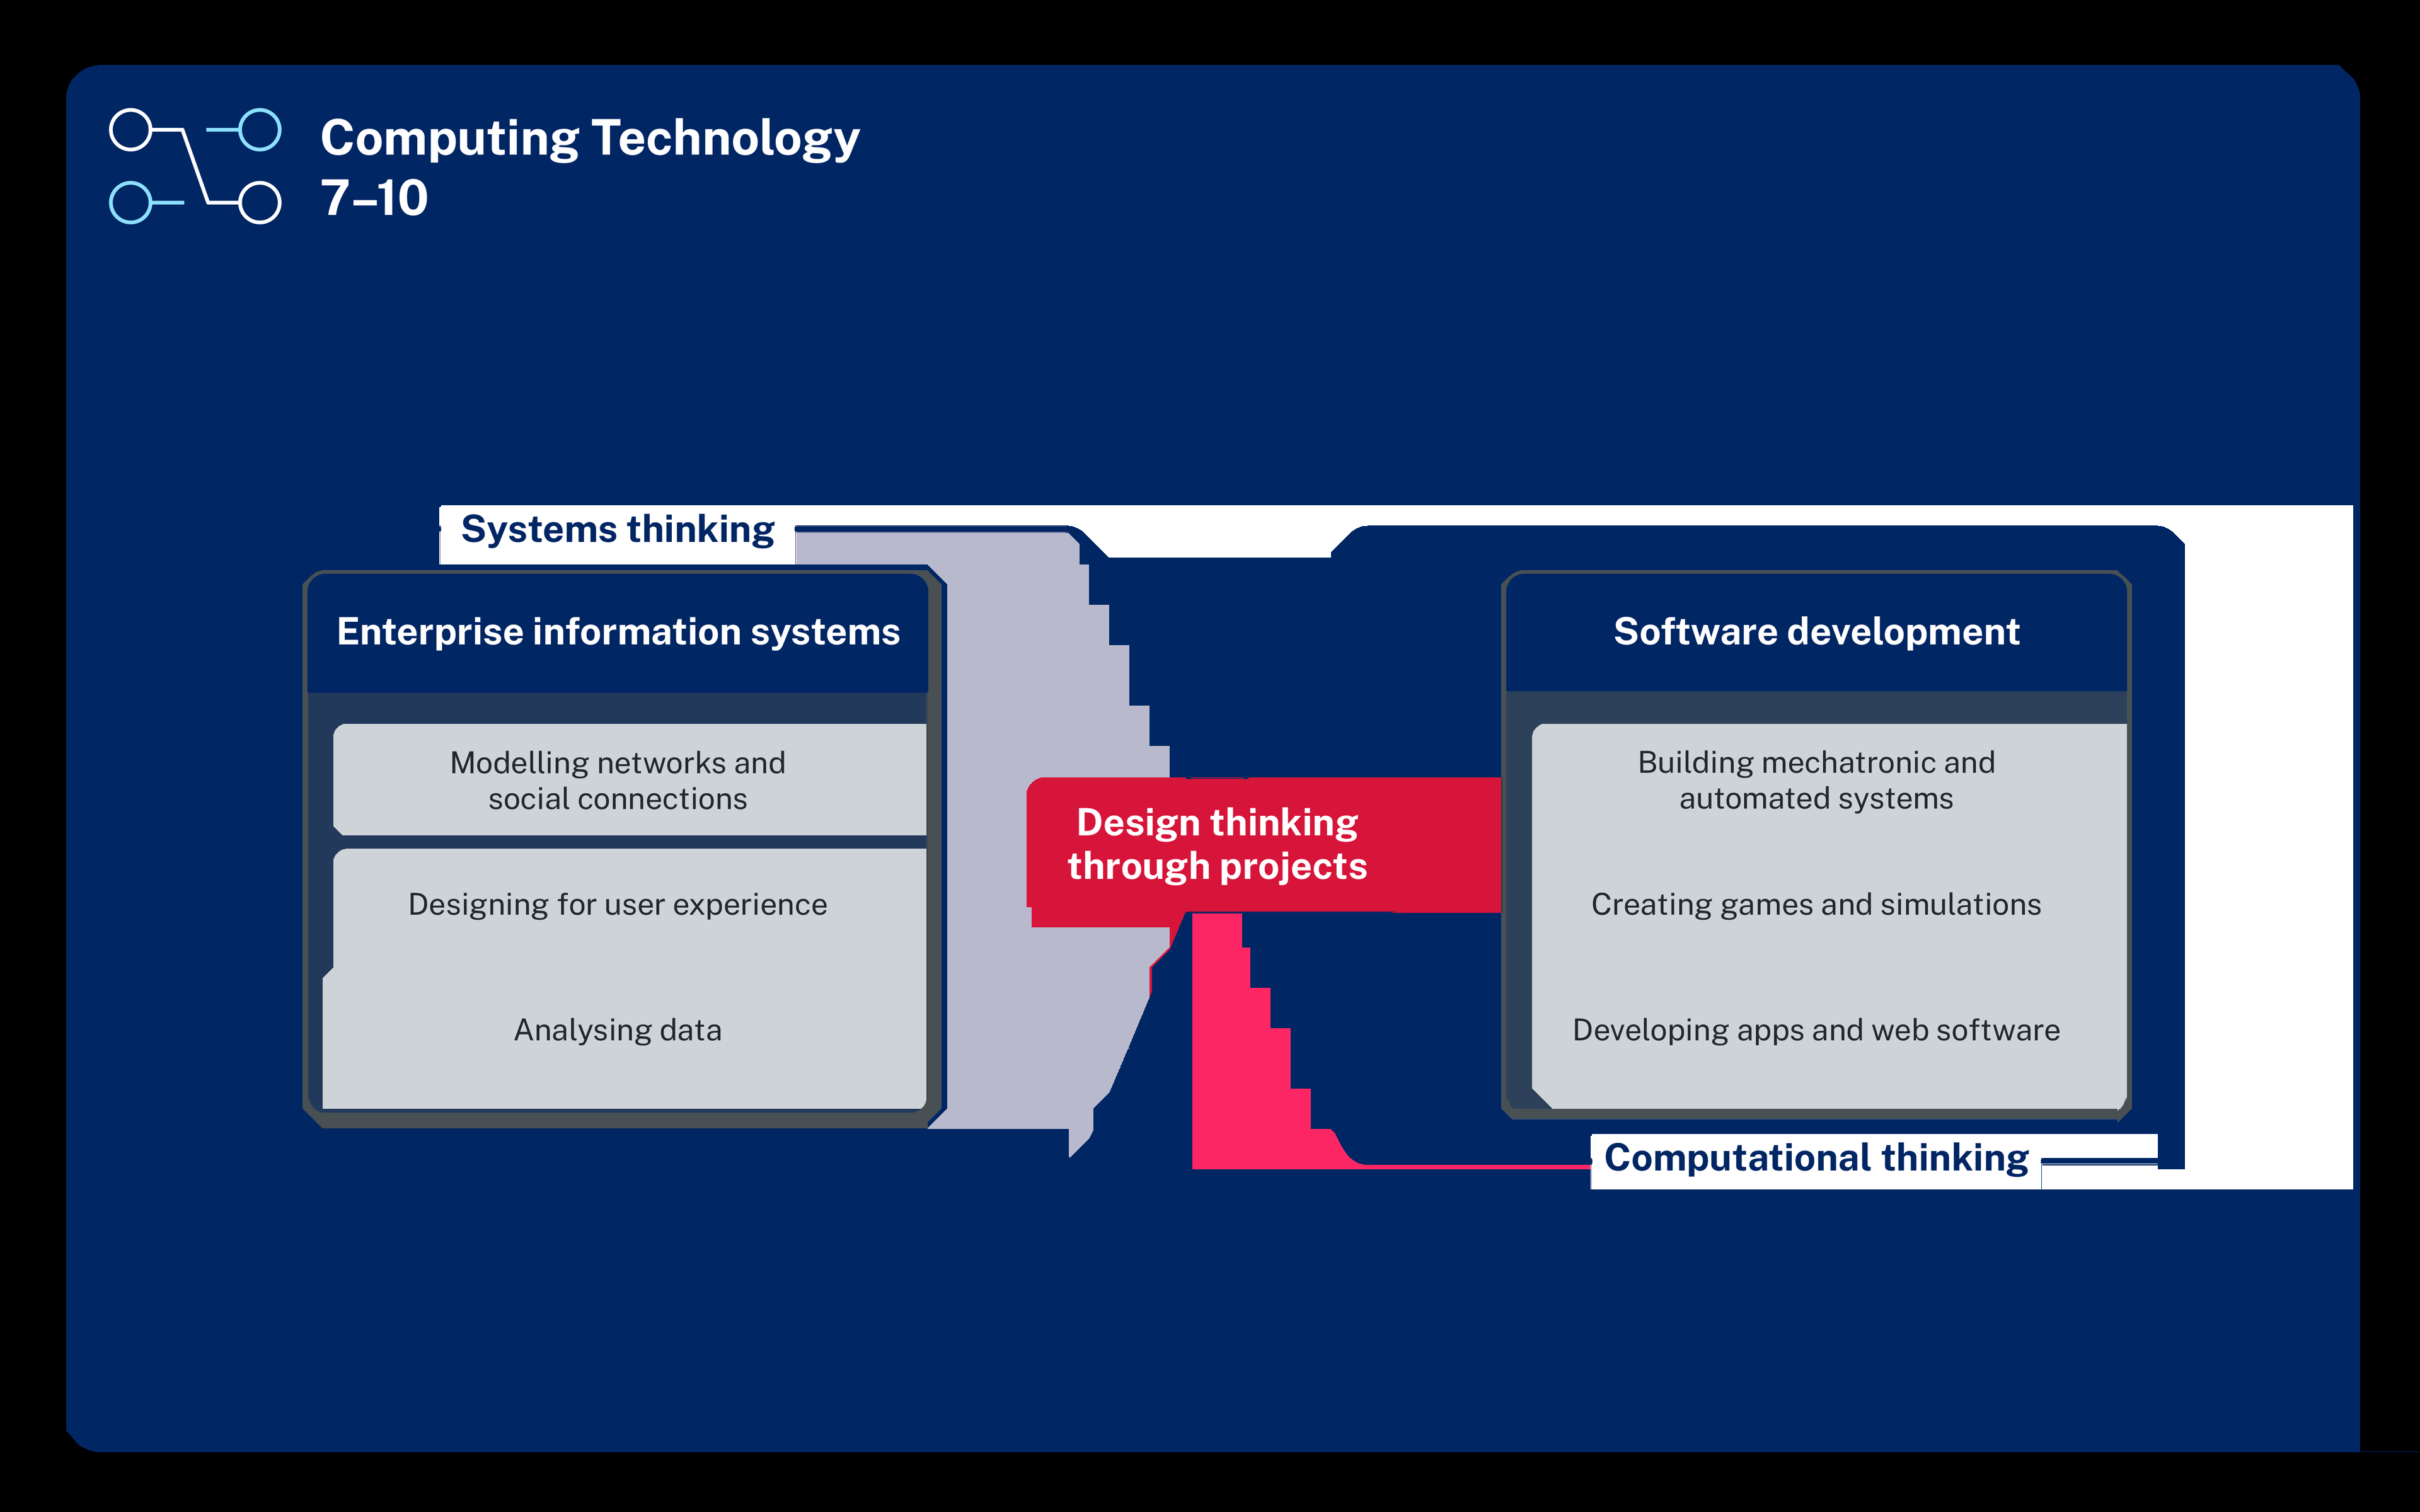 Computing Technology
7–10
Systems thinking
Enterprise information systems
Modelling networks and
social connections
Designing for user experience
Analysing data
Design thinking
through projects
Software development
Building mechatronic and
automated systems
Creating games and simulations
Developing apps and web software
Computational thinking